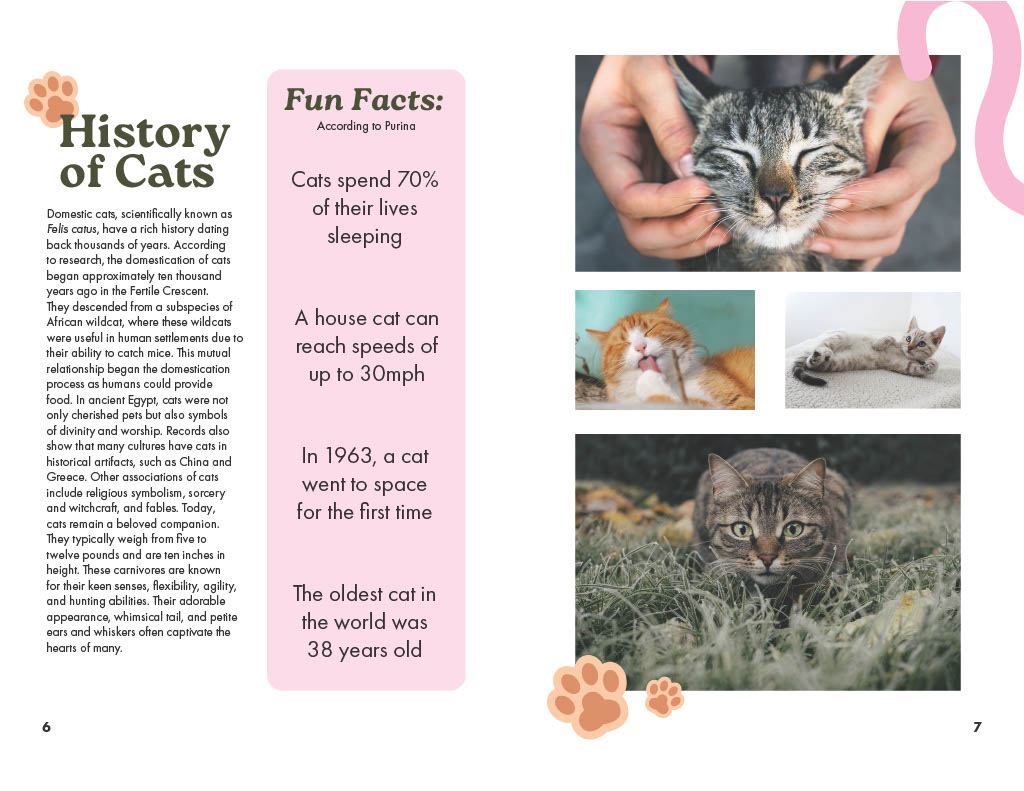 History
of Cats
Domestic cats, scientifically known as
Felis catus, have a rich history dating
back thousands of years. According
to research, the domestication of cats
began approximately ten thousand
years ago in the Fertile Crescent.
They descended from a subspecies of
African wildcat, where these wildcats
were useful in human settlements due to
their ability to catch mice. This mutual
relationship began the domestication
process as humans could provide
food. In ancient Egypt, cats were not
only cherished pets but also symbols
of divinity and worship. Records also
show that many cultures have cats in
historical artifacts, such as China and
Greece. Other associations of cats
include religious symbolism, sorcery
and witchcraft, and fables. Today,
cats remain a beloved companion.
They typically weigh from five to
twelve pounds and are ten inches in
height. These carnivores are known
for their keen senses, flexibility, agility,
and hunting abilities. Their adorable
appearance, whimsical tail, and petite
ears and whiskers often captivate the
hearts of many.
6
Fun Facts:
According to Purina
Cats spend 70%
of their lives
sleeping
A house cat can
reach speeds of
up to 30mph
In 1963, a cat
went to space
for the first time
The oldest cat in
the world was
38 years old
7